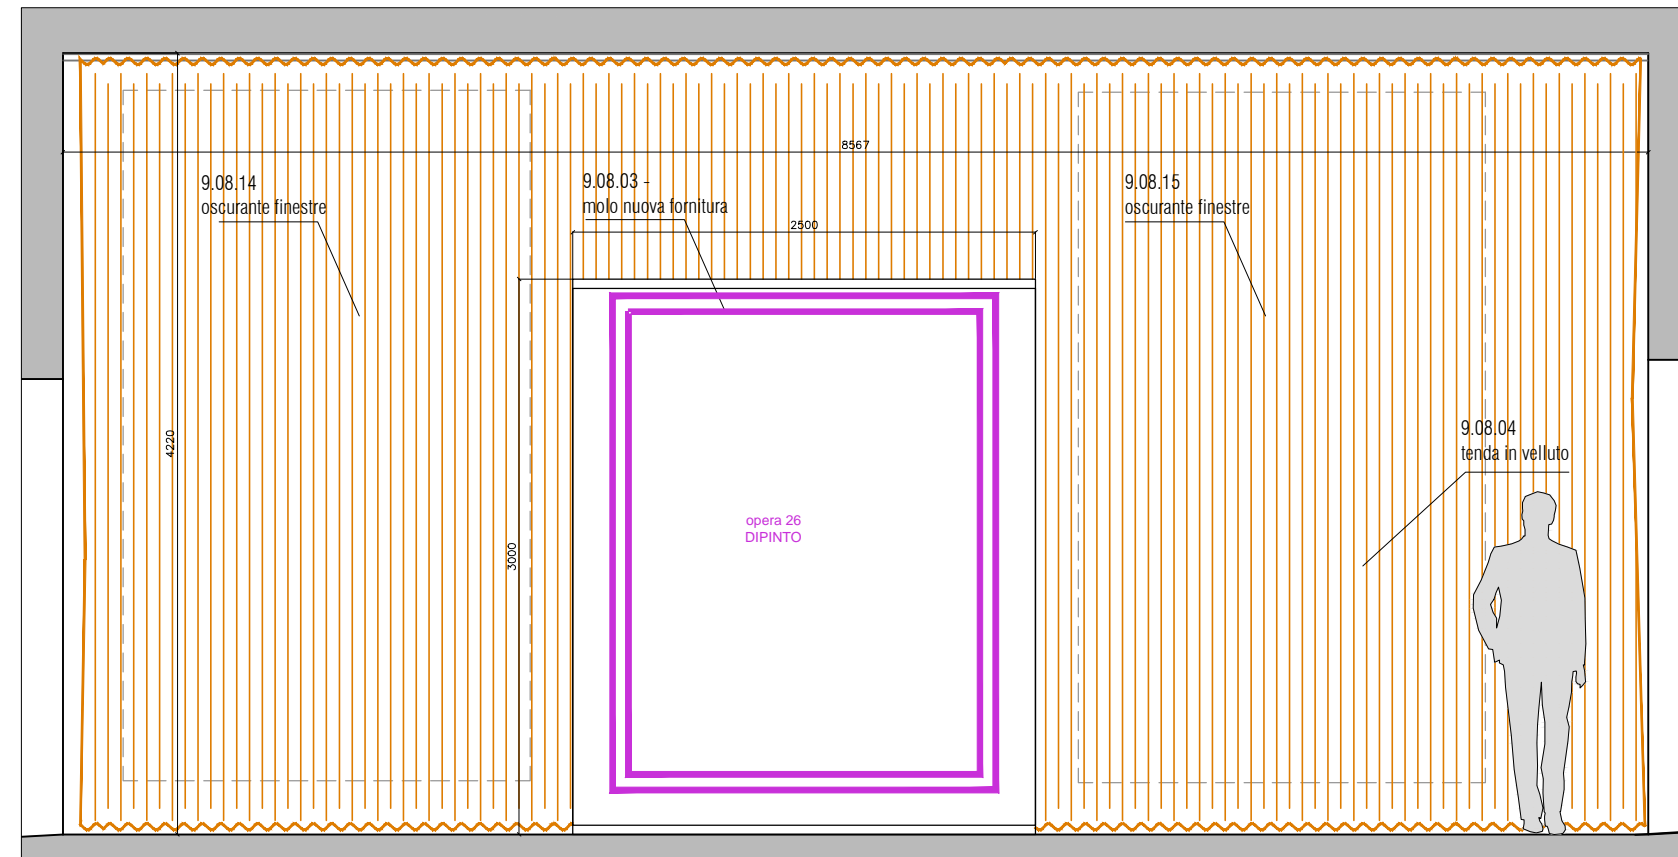 8567
9.08.14
oscurante finestre
9.08.03 -
molo nuova fornitura
9.08.15
oscurante finestre
2500
4220
3000
9.08.04
tenda in velluto
opera 26
DIPINTO